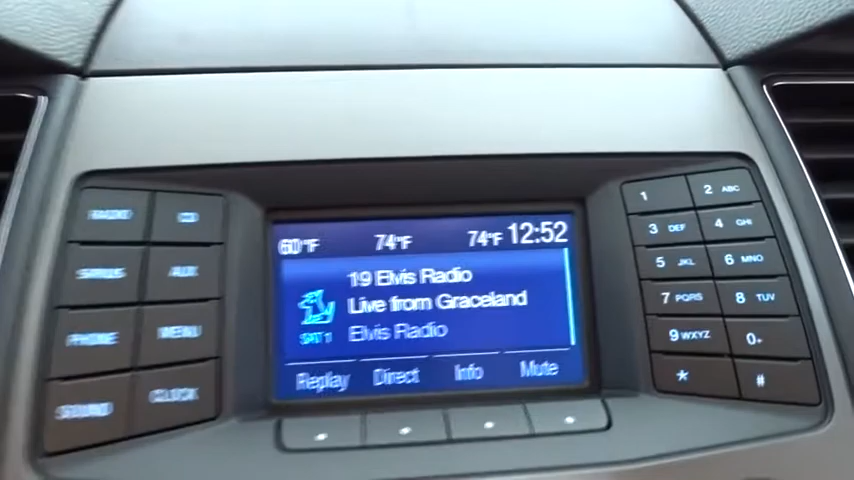 60°F 74°F 74°F 12:52
19 Elvis Radio
Live from Graceland
SAT 1 Elvis Radio
Replay Direct Info Mute
RADIO CD
SIRIUS AUX
PHONE MENU
SOUND CLOCK
1 2 ABC
3 DEF 4 GHI
5 JKL 6 MNO
7 PQRS 8 TUV
9 WXYZ 0 +
* #